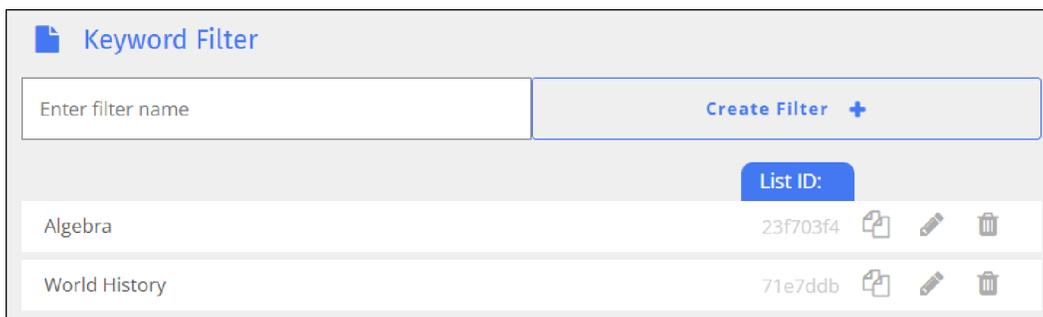 Keyword Filter
Enter filter name
Create Filter
List ID:
Algebra 23f703f4
World History 71e7ddb